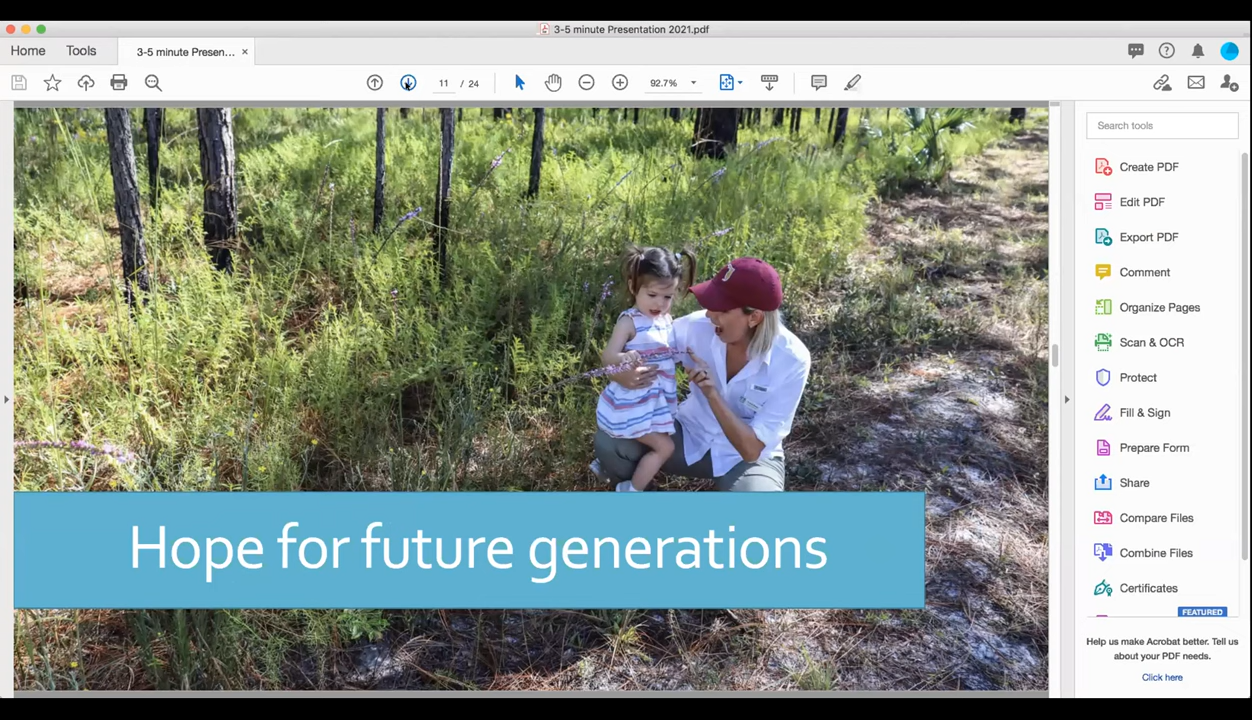 3-5 minute Presentation 2021.pdf
Home
Tools
3-5 minute Presen... ×
11 / 24
92.7%
Search tools
Create PDF
Edit PDF
Export PDF
Comment
Organize Pages
Scan & OCR
Protect
Fill & Sign
Prepare Form
Share
Compare Files
Combine Files
Certificates
FEATURED
Help us make Acrobat better. Tell us
about your PDF needs.
Click here
Hope for future generations